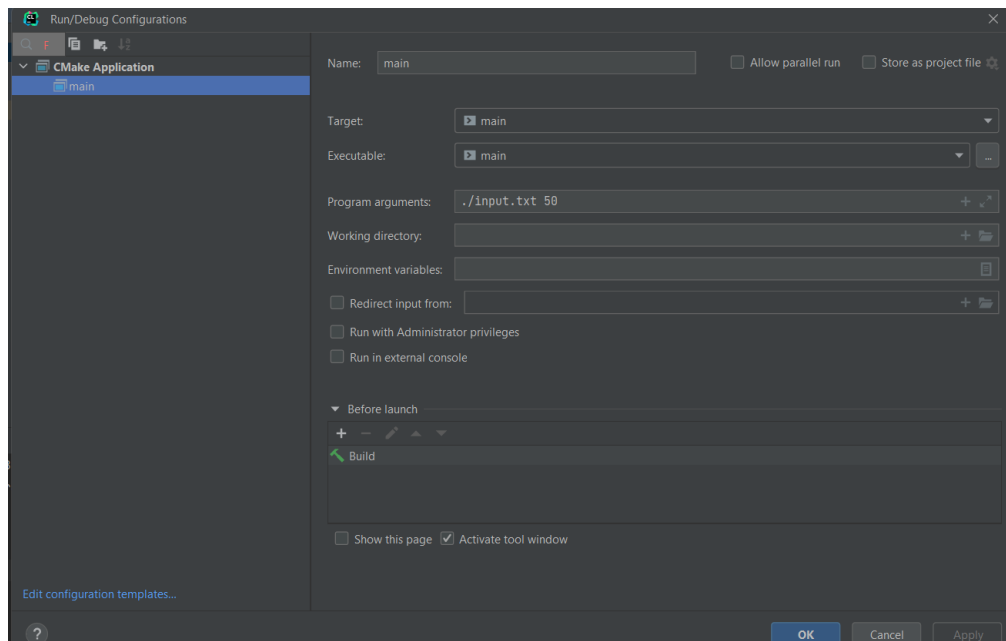 CL Run/Debug Configurations
F
CMake Application
main
Name: main
Allow parallel run
Store as project file
Target: main
Executable: main
...
Program arguments: ./input.txt 50
Working directory:
Environment variables:
Redirect input from:
Run with Administrator privileges
Run in external console
Before launch
Build
Show this page
Activate tool window
Edit configuration templates...
?
OK
Cancel
Apply